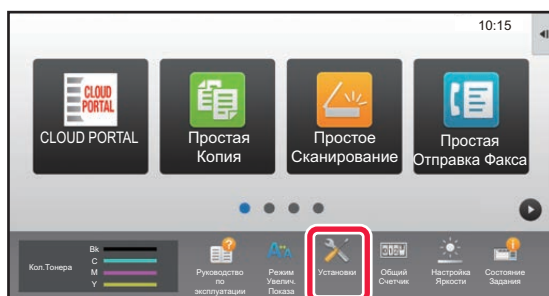 10:15
CLOUD
PORTAL
CLOUD PORTAL
Простая
Копия
Простое
Сканирование
Простая
Отправка Факса
Кол.Тонера
Bk
C
M
Y
Руководство
по
эксплуатации
Режим
Увелич.
Показа
Установки
Общий
Счетчик
Настройка
Яркости
Состояние
Задания